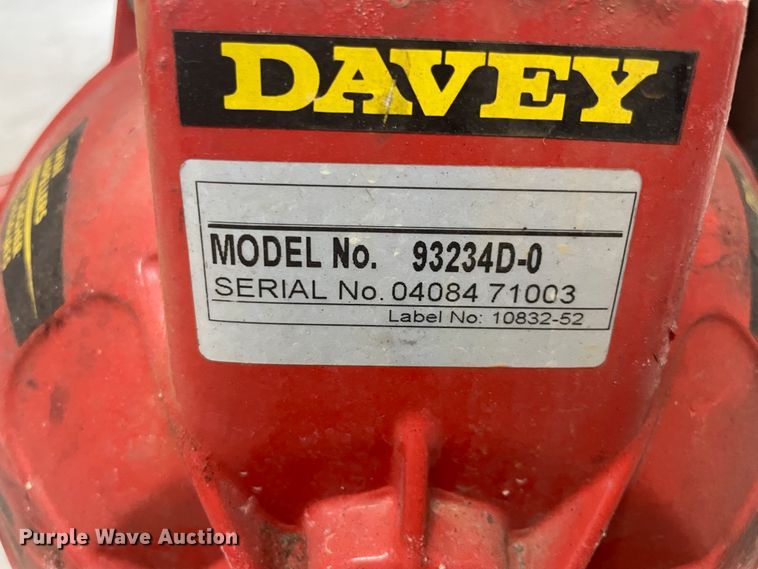 DAVEY
MODEL No. 93234D-0
SERIAL No. 04084 71003
Label No: 10832-52
Purple Wave Auction